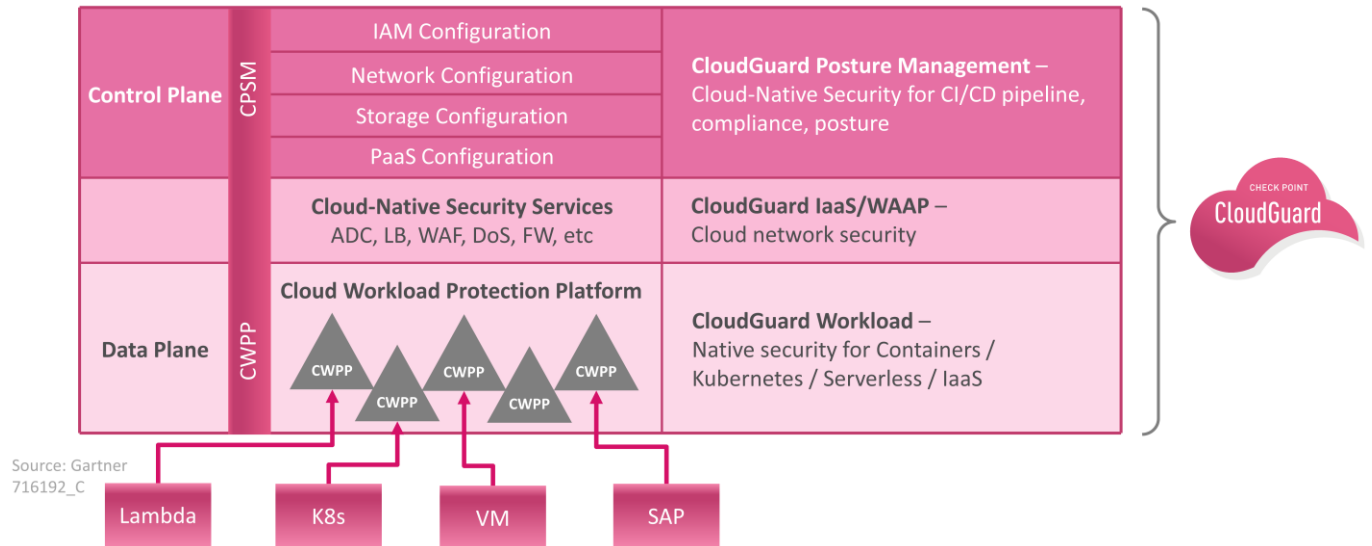 Control Plane
CPSM
IAM Configuration
Network Configuration
Storage Configuration
PaaS Configuration
CloudGuard Posture Management –
Cloud-Native Security for CI/CD pipeline,
compliance, posture
Cloud-Native Security Services
ADC, LB, WAF, DoS, FW, etc
CloudGuard IaaS/WAAP –
Cloud network security
Data Plane
CWPP
Cloud Workload Protection Platform
CWPP
CWPP
CWPP
CWPP
CWPP
CloudGuard Workload –
Native security for Containers /
Kubernetes / Serverless / IaaS
CHECK POINT
CloudGuard
Source: Gartner
716192_C
Lambda
K8s
VM
SAP